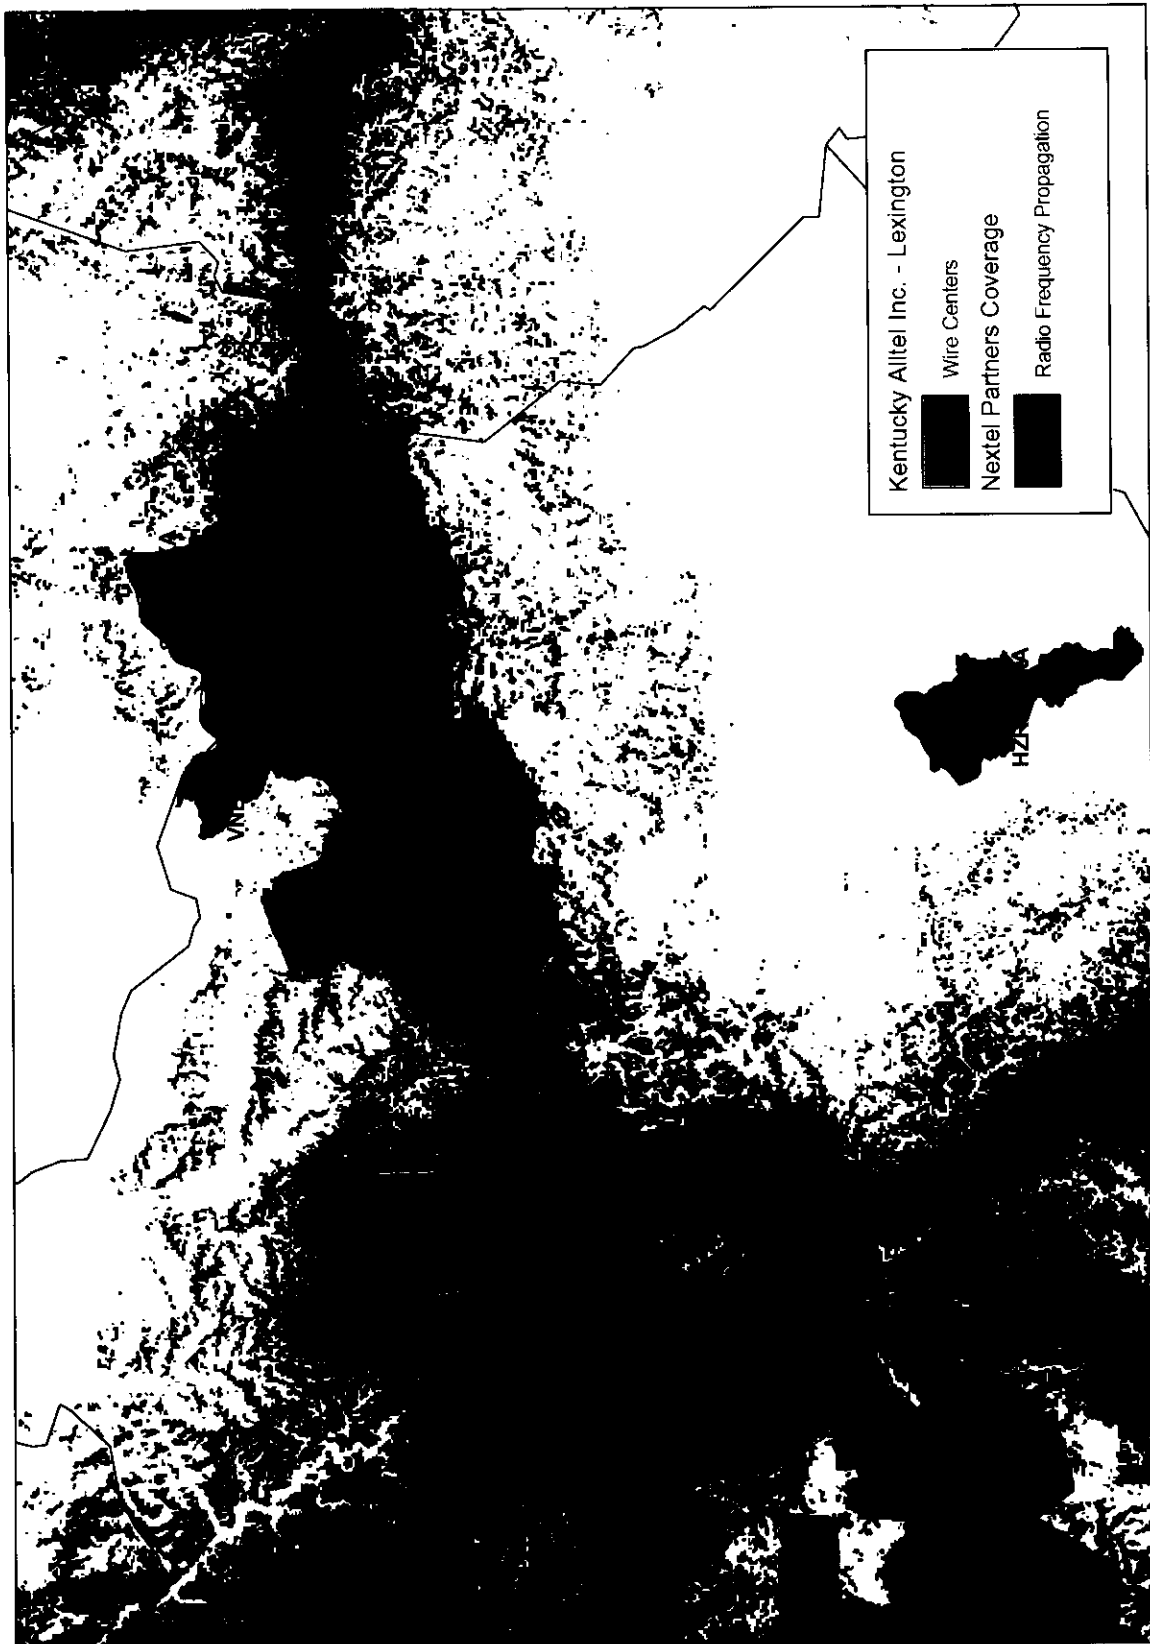 Kentucky Alltel Inc. - Lexington
Wire Centers
Nextel Partners Coverage
Radio Frequency Propagation